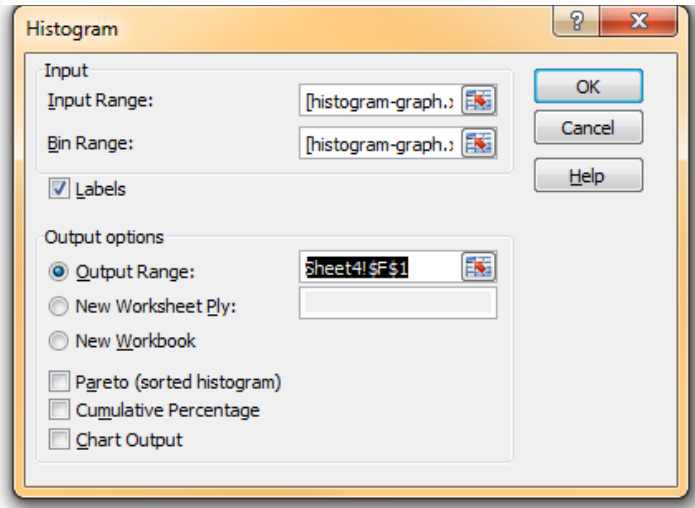 Histogram
Input
Input Range:
[histogram-graph.x
OK
Bin Range:
[histogram-graph.x
Cancel
Labels
Help
Output options
Output Range:
Sheet4!$F$1
New Worksheet Ply:
New Workbook
Pareto (sorted histogram)
Cumulative Percentage
Chart Output